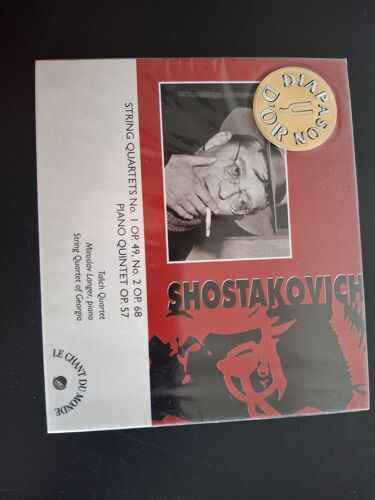 DIAPASON
D'OR
SHOSTAKOVICH
STRING QUARTETS No. 1 OP. 49, No. 2 OP. 68
PIANO QUINTET OP. 57
Talich Quartet
Miroslav Langer, piano
String Quartet of Georgia
LE CHANT DU MONDE